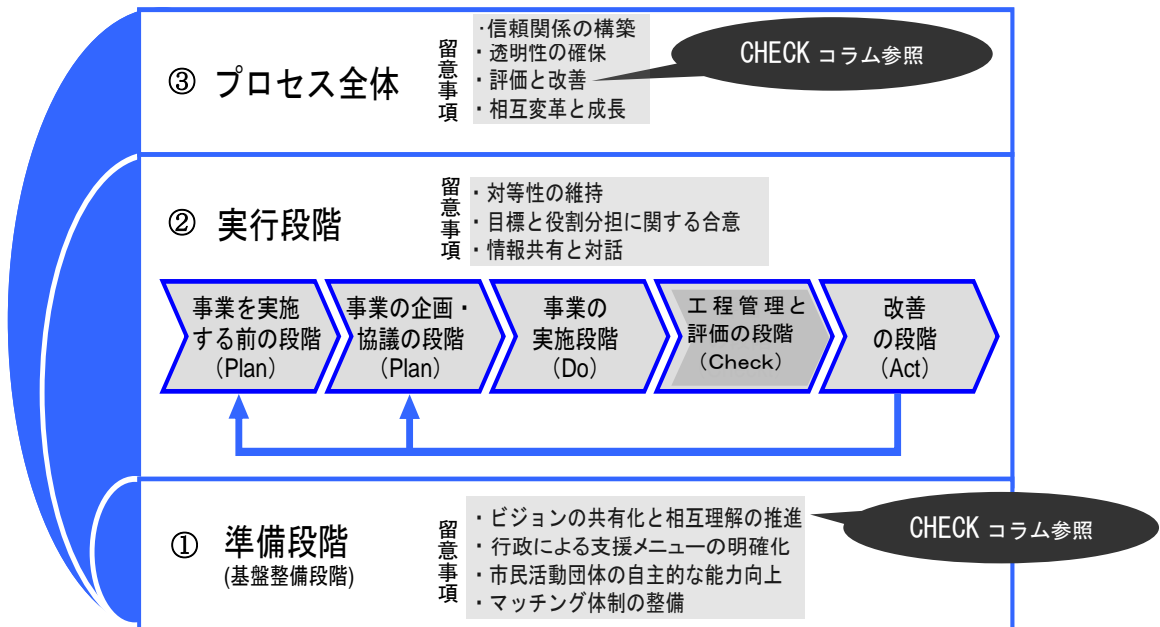 ③ プロセス全体
留意事項
・信頼関係の構築
・透明性の確保
・評価と改善
・相互変革と成長
CHECK コラム参照
② 実行段階
留意事項
・対等性の維持
・目標と役割分担に関する合意
・情報共有と対話
事業を実施
する前の段階
（Plan）
事業の企画・
協議の段階
（Plan）
事業の
実施段階
（Do）
工程管理と
評価の段階
（Check）
改善
の段階
（Act）
① 準備段階
(基盤整備段階)
留意事項
・ビジョンの共有化と相互理解の推進
・行政による支援メニューの明確化
・市民活動団体の自主的な能力向上
・マッチング体制の整備
CHECK コラム参照